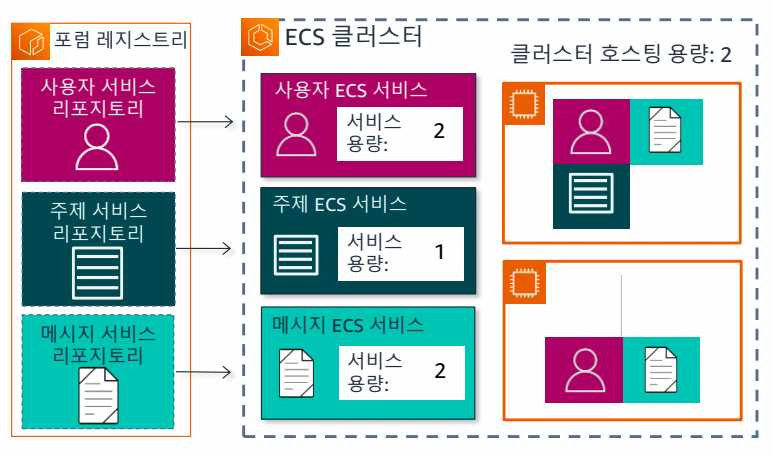 포럼 레지스트리
사용자 서비스
리포지토리
주제 서비스
리포지토리
메시지 서비스
리포지토리
ECS 클러스터
클러스터 호스팅 용량: 2
사용자 ECS 서비스
서비스
용량:
2
주제 ECS 서비스
서비스
용량:
1
메시지 ECS 서비스
서비스
용량:
2